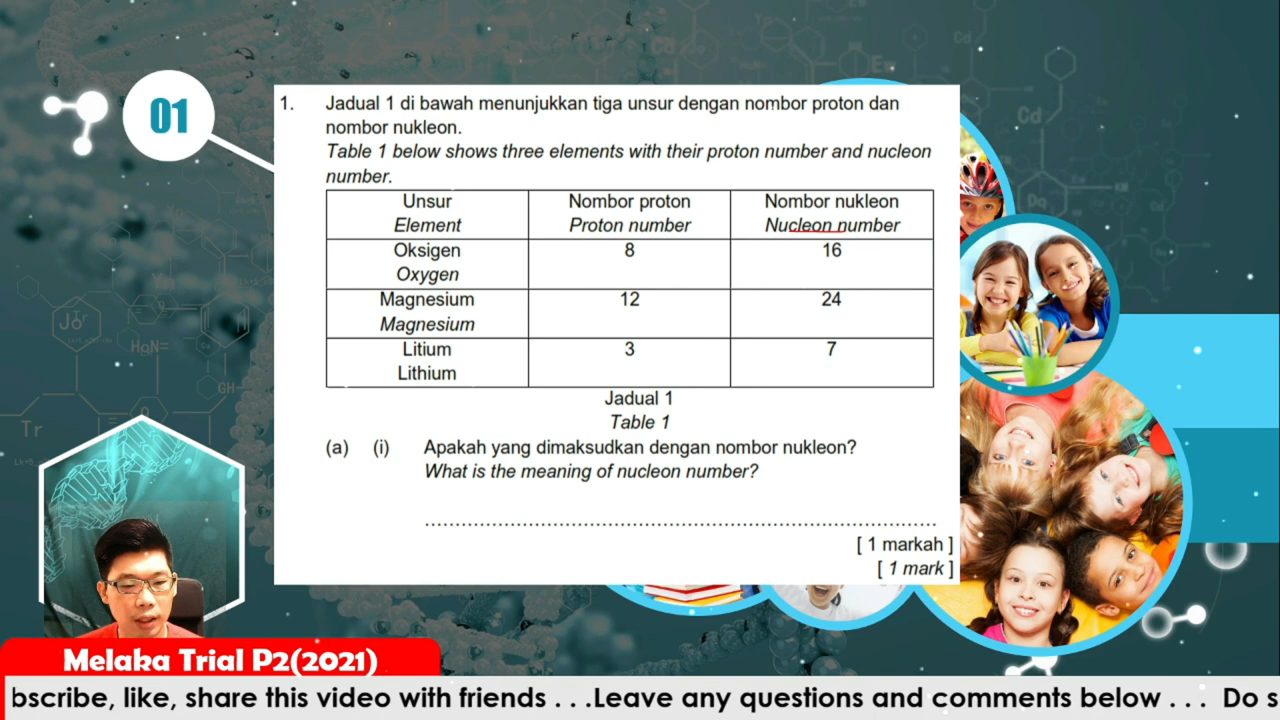 01
1. Jadual 1 di bawah menunjukkan tiga unsur dengan nombor proton dan
nombor nukleon.
Table 1 below shows three elements with their proton number and nucleon
number.
Unsur Nombor proton Nombor nukleon
Element Proton number Nucleon number
Oksigen 8 16
Oxygen
Magnesium 12 24
Magnesium
Litium 3 7
Lithium
Jadual 1
Table 1
(a) (i) Apakah yang dimaksudkan dengan nombor nukleon?
What is the meaning of nucleon number?
[ 1 markah ]
[ 1 mark ]
Melaka Trial P2(2021)
bscribe, like, share this video with friends . . .Leave any questions and comments below . . . Do s
Cd
Tr